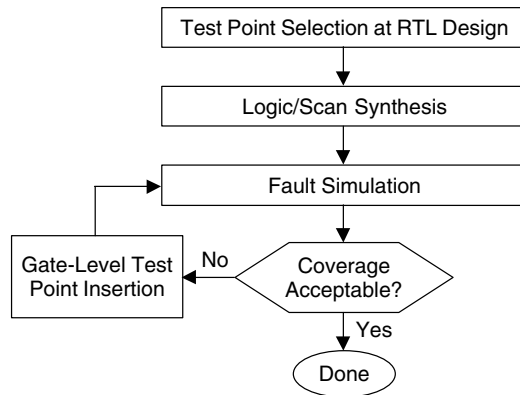 Test Point Selection at RTL Design
Logic/Scan Synthesis
Fault Simulation
Gate-Level Test
Point Insertion
No
Coverage
Acceptable?
Yes
Done